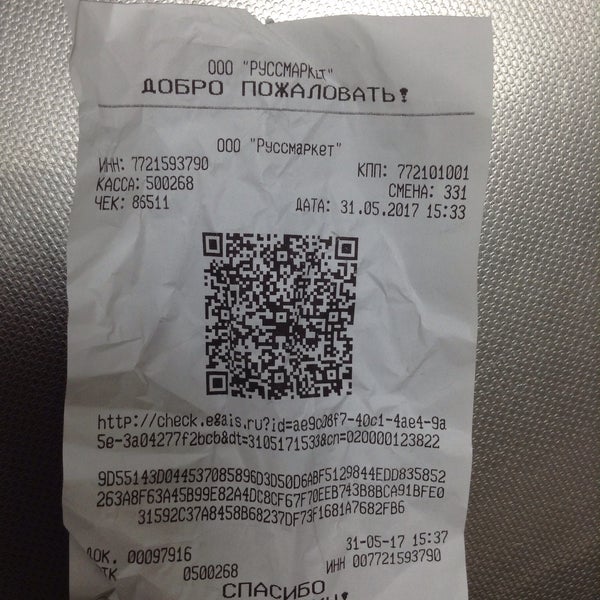 ООО "РУССМАРКЕТ"
ДОБРО ПОЖАЛОВАТЬ!
ООО "Руссмаркет"
ИНН: 7721593790 КПП: 772101001
КАССА: 500268 СМЕНА: 331
ЧЕК: 86511 ДАТА: 31.05.2017 15:33
http://check.egais.ru?id=ae9c08f7-40c1-4ae4-9a
5e-3a04277f2bcb&dt=3105171533&cn=020000123822
9D55143D044537085896D3D50D6ABF5129844EDD835852
263A8F63A45B99E82A4DC8CF67F70EEB743B8BCA91BFE0
31592C37A8458B68237DF73F1681A7682FB6
ДОК. 00097916 31-05-17 15:37
0500268 ИНН 007721593790
СПАСИБО